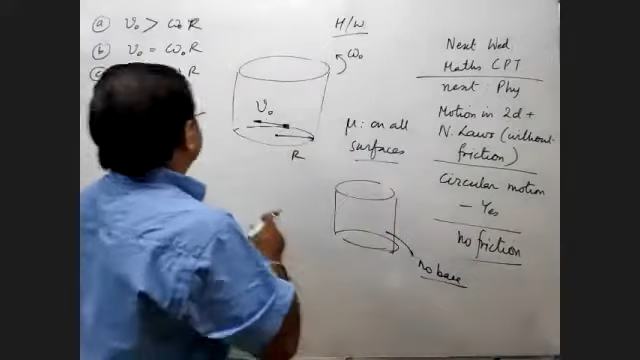 (a) v₀ > ω₀R
(b) v₀ = ω₀R
(c) R
H/W
ω₀
v₀
R
μ: on all
surfaces
no base
Next Wed
Maths CPT
next: Phy
Motion in 2d +
N. Laws (without
friction)
Circular motion
– Yes
No friction